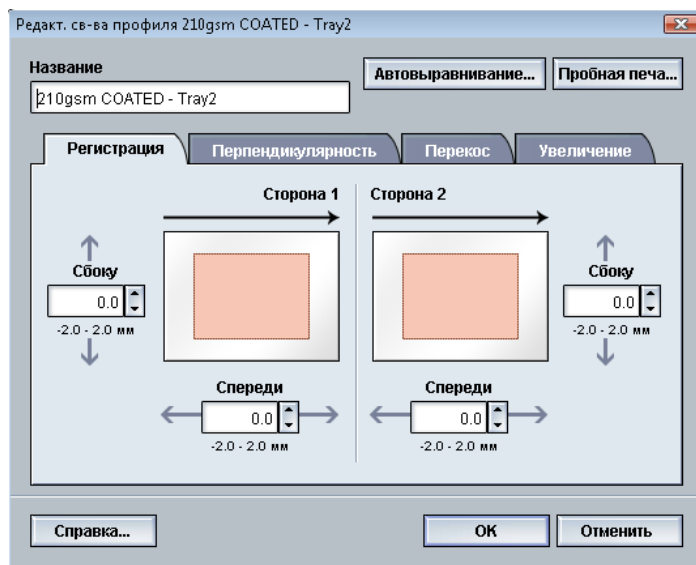 Редакт. св-ва профиля 210gsm COATED - Tray2
Название
210gsm COATED - Tray2
Автовыравнивание...
Пробная печа...
Регистрация
Перпендикулярность
Перекос
Увеличение
Сторона 1
Сторона 2
Сбоку
0.0
-2.0 - 2.0 мм
Сбоку
0.0
-2.0 - 2.0 мм
Спереди
0.0
-2.0 - 2.0 мм
Спереди
0.0
-2.0 - 2.0 мм
Справка...
ОК
Отменить